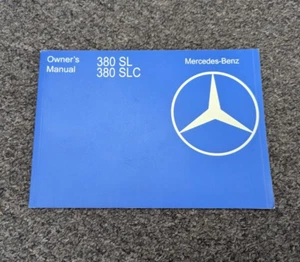 Owner's
Manual
380 SL
380 SLC
Mercedes-Benz